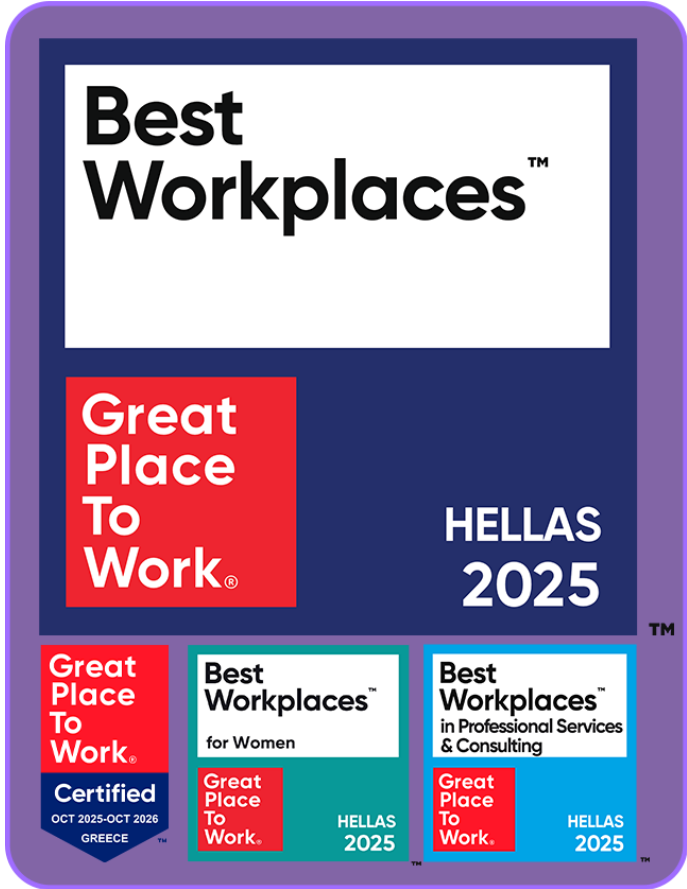 Best
Workplaces™
Great
Place
To
Work®
HELLAS
2025
™
Great
Place
To
Work®
Certified
OCT 2025-OCT 2026
GREECE
™
Best
Workplaces™
for Women
Great
Place
To
Work®
HELLAS
2025
™
Best
Workplaces™
in Professional Services
& Consulting
Great
Place
To
Work®
HELLAS
2025
™